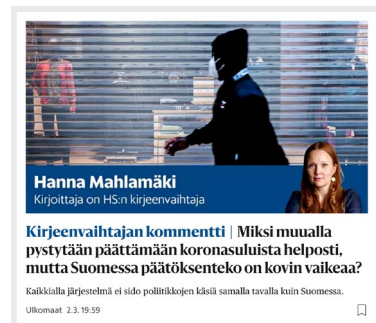 Hanna Mahlamäki
Kirjoittaja on HS:n kirjeenvaihtaja
Kirjeenvaihtajan kommentti | Miksi muualla
pystytään päättämään koronasuluista helposti,
mutta Suomessa päätöksenteko on kovin vaikeaa?
Kaikkialla järjestelmä ei sido poliitikkojen käsiä samalla tavalla kuin Suomessa.
Ulkomaat 2.3. 19:59